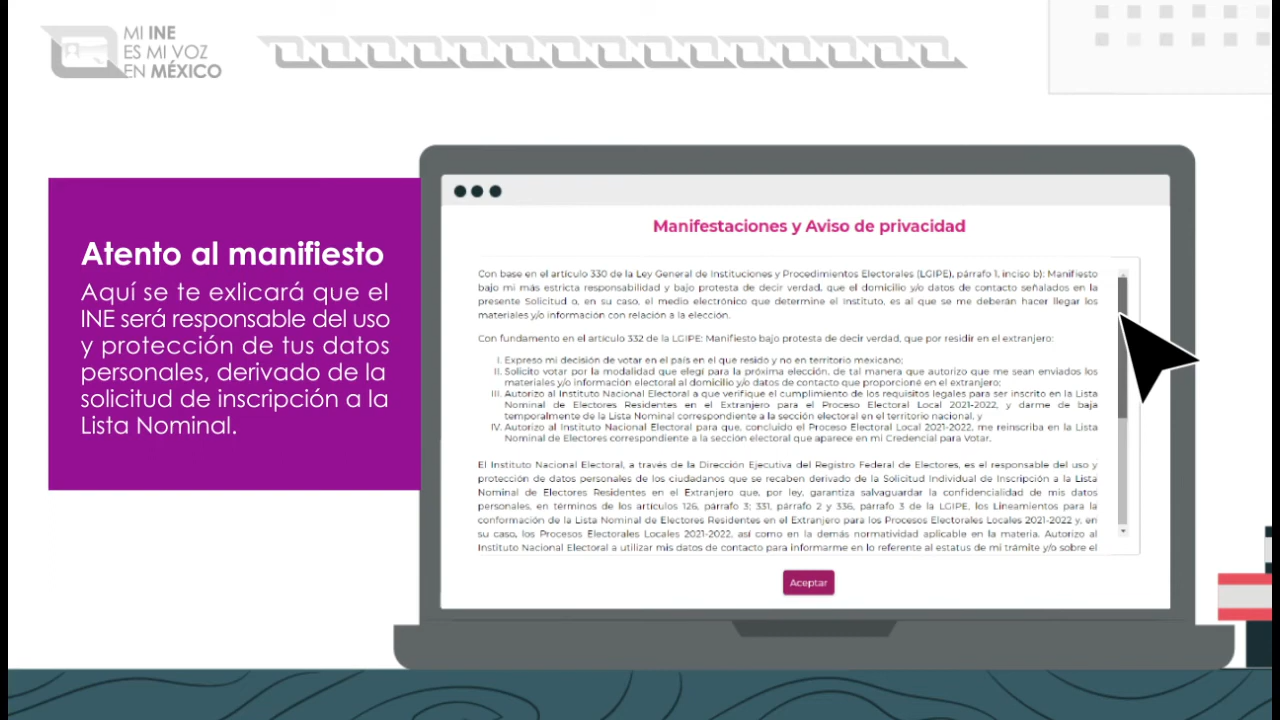 MI INE
ES MI VOZ
EN MÉXICO
Atento al manifiesto
Aquí se te exlicará que el
INE será responsable del uso
y protección de tus datos
personales, derivado de la
solicitud de inscripción a la
Lista Nominal.
Manifestaciones y Aviso de privacidad
Con base en el artículo 330 de la Ley General de Instituciones y Procedimientos Electorales (LGIPE), párrafo 1, inciso b): Manifiesto
bajo mi más estricta responsabilidad y bajo protesta de decir verdad, que el domicilio y/o datos de contacto señalados en la
presente Solicitud o, en su caso, el medio electrónico que determine el Instituto, es al que se me deberán hacer llegar los
materiales y/o información con relación a la elección.
Con fundamento en el artículo 332 de la LGIPE: Manifiesto bajo protesta de decir verdad, que por residir en el extranjero:
I. Expreso mi decisión de votar en el país en el que resido y no en territorio mexicano;
II. Solicito votar por la modalidad que elegí para la próxima elección, de tal manera que autorizo que me sean enviados los
materiales y/o información electoral al domicilio y/o datos de contacto que proporcioné en el extranjero;
III. Autorizo al Instituto Nacional Electoral a que verifique el cumplimiento de los requisitos legales para ser inscrito en la Lista
Nominal de Electores Residentes en el Extranjero para el Proceso Electoral Local 2021-2022, y darme de baja
temporalmente de la Lista Nominal correspondiente a la sección electoral en el territorio nacional, y
IV. Autorizo al Instituto Nacional Electoral para que, concluido el Proceso Electoral Local 2021-2022, me reinscriba en la Lista
Nominal de Electores correspondiente a la sección electoral que aparece en mi Credencial para Votar.
El Instituto Nacional Electoral, a través de la Dirección Ejecutiva del Registro Federal de Electores, es el responsable del uso y
protección de datos personales de los ciudadanos que se recaben derivado de la Solicitud Individual de Inscripción a la Lista
Nominal de Electores Residentes en el Extranjero que, por ley, garantiza salvaguardar la confidencialidad de mis datos
personales, en términos de los artículos 126, párrafo 3; 331, párrafo 2 y 336, párrafo 3 de la LGIPE, los Lineamientos para la
conformación de la Lista Nominal de Electores Residentes en el Extranjero para los Procesos Electorales Locales 2021-2022 y, en
su caso, los Procesos Electorales Locales 2021-2022, así como en la demás normatividad aplicable en la materia. Autorizo al
Instituto Nacional Electoral a utilizar mis datos de contacto para informarme en lo referente al estatus de mi trámite y/o sobre el
Aceptar